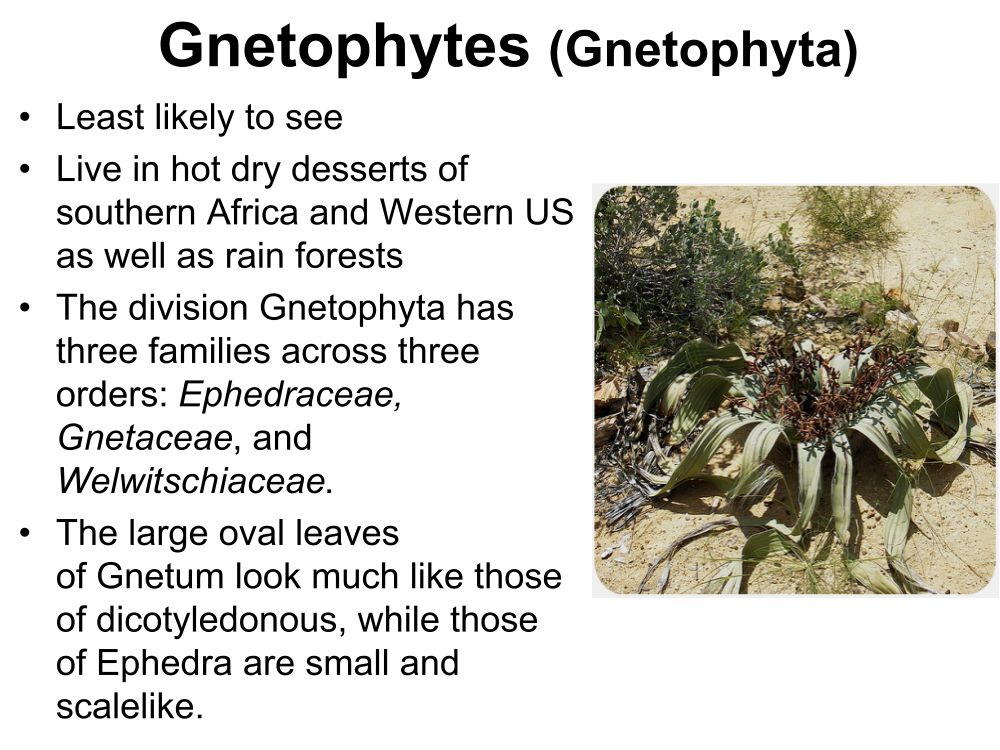 Gnetophytes (Gnetophyta)
• Least likely to see
• Live in hot dry desserts of
southern Africa and Western US
as well as rain forests
• The division Gnetophyta has
three families across three
orders: Ephedraceae,
Gnetaceae, and
Welwitschiaceae.
• The large oval leaves
of Gnetum look much like those
of dicotyledonous, while those
of Ephedra are small and
scalelike.